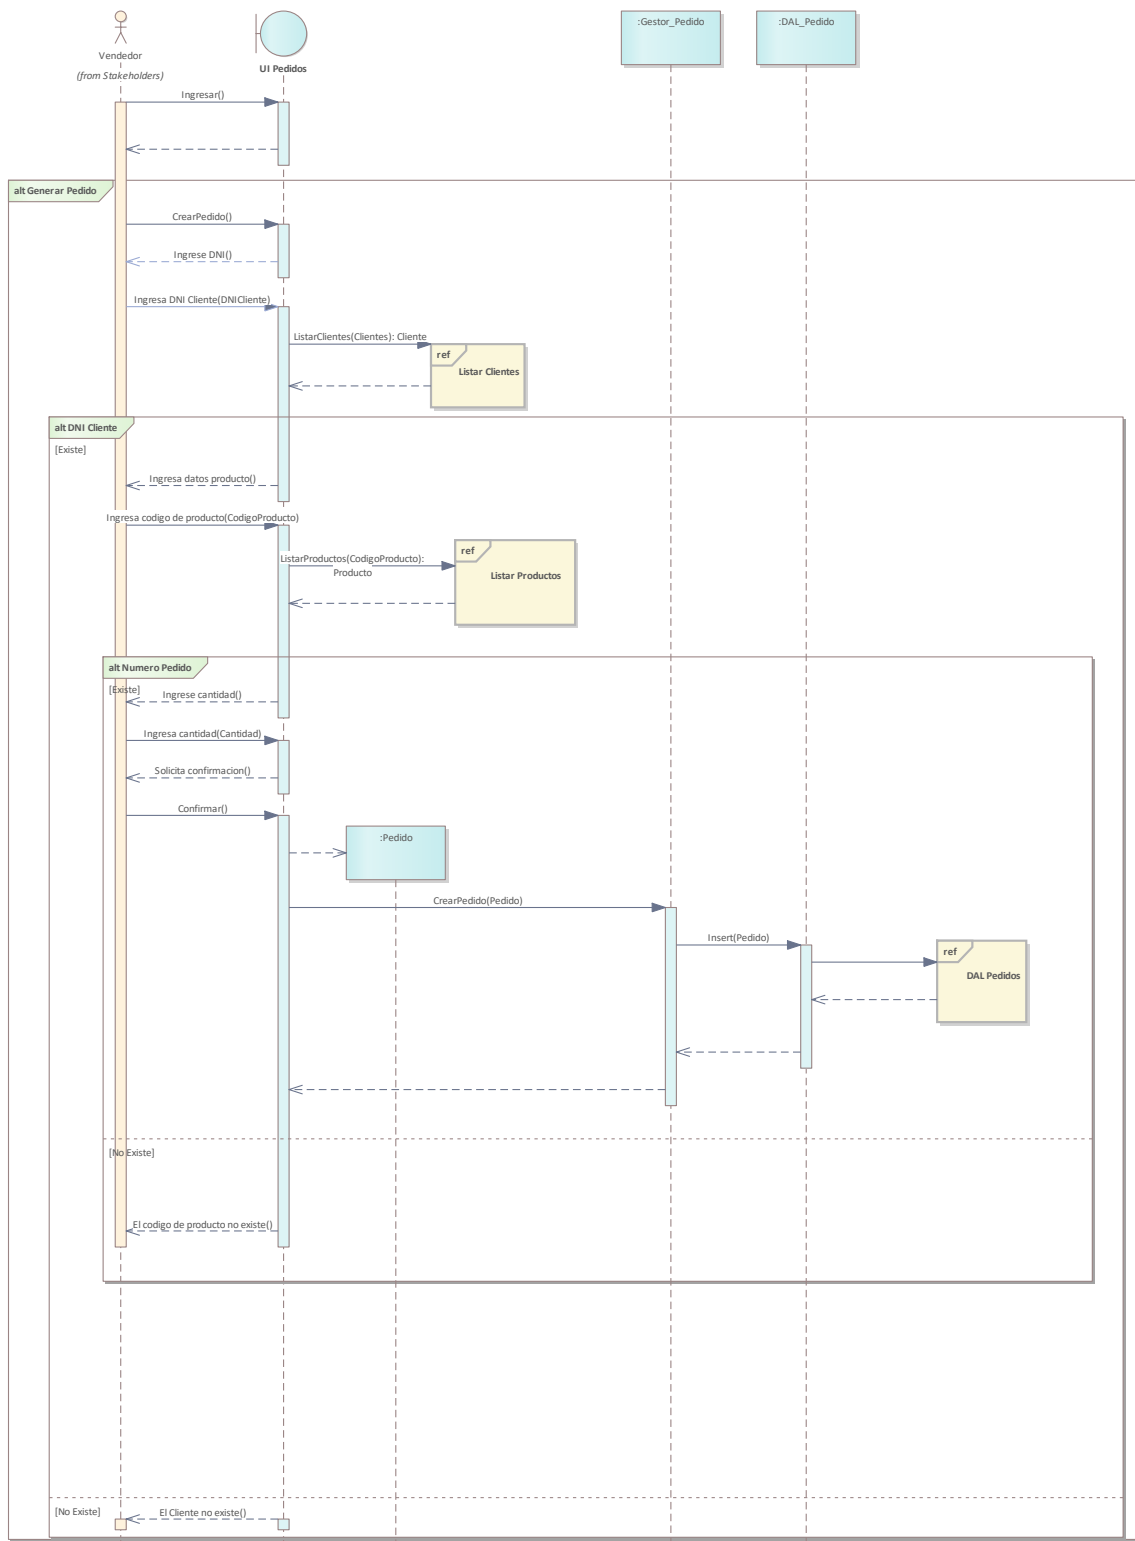 :Gestor_Pedido
:DAL_Pedido
Vendedor
(from Stakeholders)
UI Pedidos
Ingresar()
alt Generar Pedido
CrearPedido()
Ingrese DNI()
Ingresa DNI Cliente(DNICliente)
ListarClientes(Clientes): Cliente
ref
Listar Clientes
alt DNI Cliente
[Existe]
Ingresa datos producto()
Ingresa codigo de producto(CodigoProducto)
ListarProductos(CodigoProducto):
Producto
ref
Listar Productos
alt Numero Pedido
[Existe]
Ingrese cantidad()
Ingresa cantidad(Cantidad)
Solicita confirmacion()
Confirmar()
:Pedido
CrearPedido(Pedido)
Insert(Pedido)
ref
DAL Pedidos
[No Existe]
El codigo de producto no existe()
[No Existe]
El Cliente no existe()